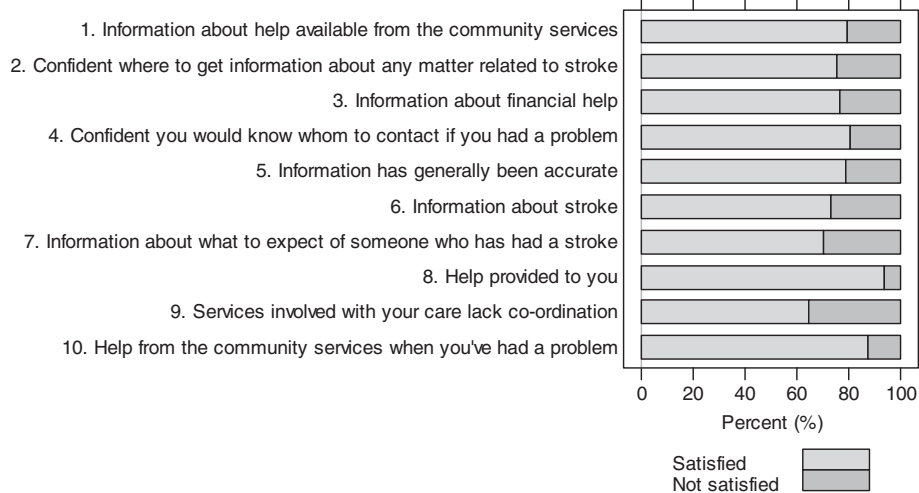 1. Information about help available from the community services
2. Confident where to get information about any matter related to stroke
3. Information about financial help
4. Confident you would know whom to contact if you had a problem
5. Information has generally been accurate
6. Information about stroke
7. Information about what to expect of someone who has had a stroke
8. Help provided to you
9. Services involved with your care lack co-ordination
10. Help from the community services when you've had a problem
0 20 40 60 80 100
Percent (%)
Satisfied
Not satisfied